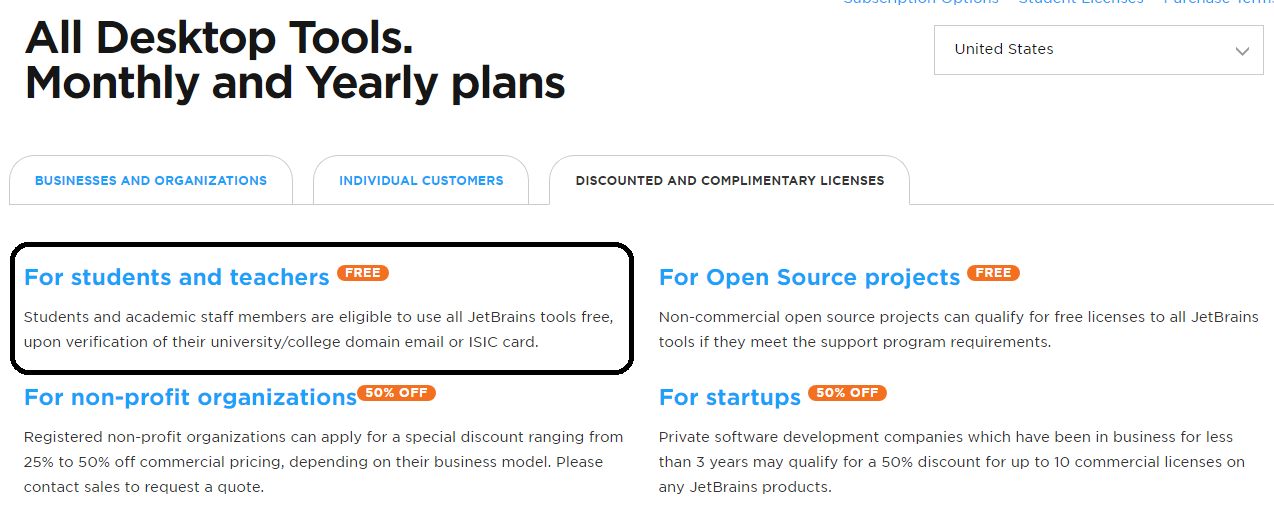 Subscription Options Student Licenses Purchase Terms
All Desktop Tools.
Monthly and Yearly plans
United States
BUSINESSES AND ORGANIZATIONS
INDIVIDUAL CUSTOMERS
DISCOUNTED AND COMPLIMENTARY LICENSES
For students and teachers FREE
Students and academic staff members are eligible to use all JetBrains tools free,
upon verification of their university/college domain email or ISIC card.
For Open Source projects FREE
Non-commercial open source projects can qualify for free licenses to all JetBrains
tools if they meet the support program requirements.
For non-profit organizations 50% OFF
Registered non-profit organizations can apply for a special discount ranging from
25% to 50% off commercial pricing, depending on their business model. Please
contact sales to request a quote.
For startups 50% OFF
Private software development companies which have been in business for less
than 3 years may qualify for a 50% discount for up to 10 commercial licenses on
any JetBrains products.